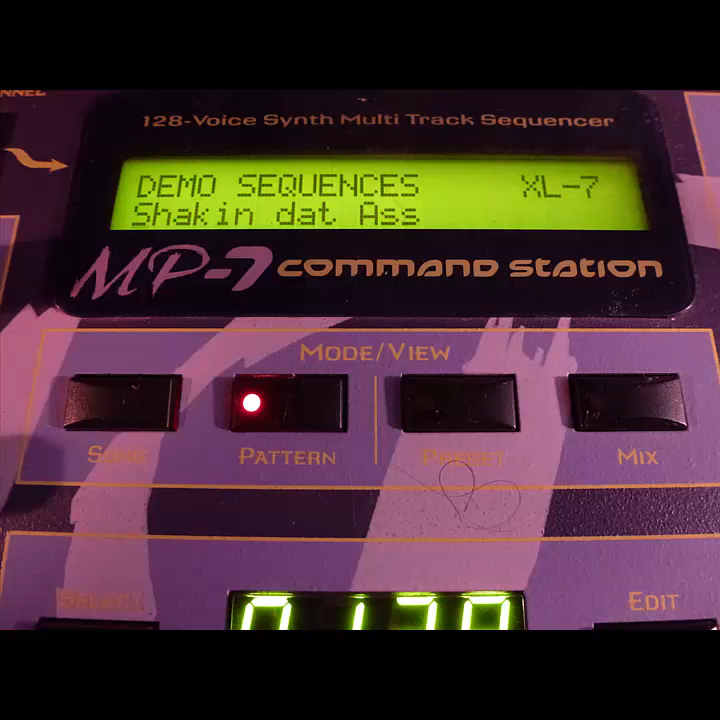 128-Voice Synth Multi Track Sequencer
DEMO SEQUENCES XL-7
Shakin dat Ass
MP-7 COMMAND STATION
MODE/VIEW
SONG PATTERN PRESET MIX
SELECT EDIT